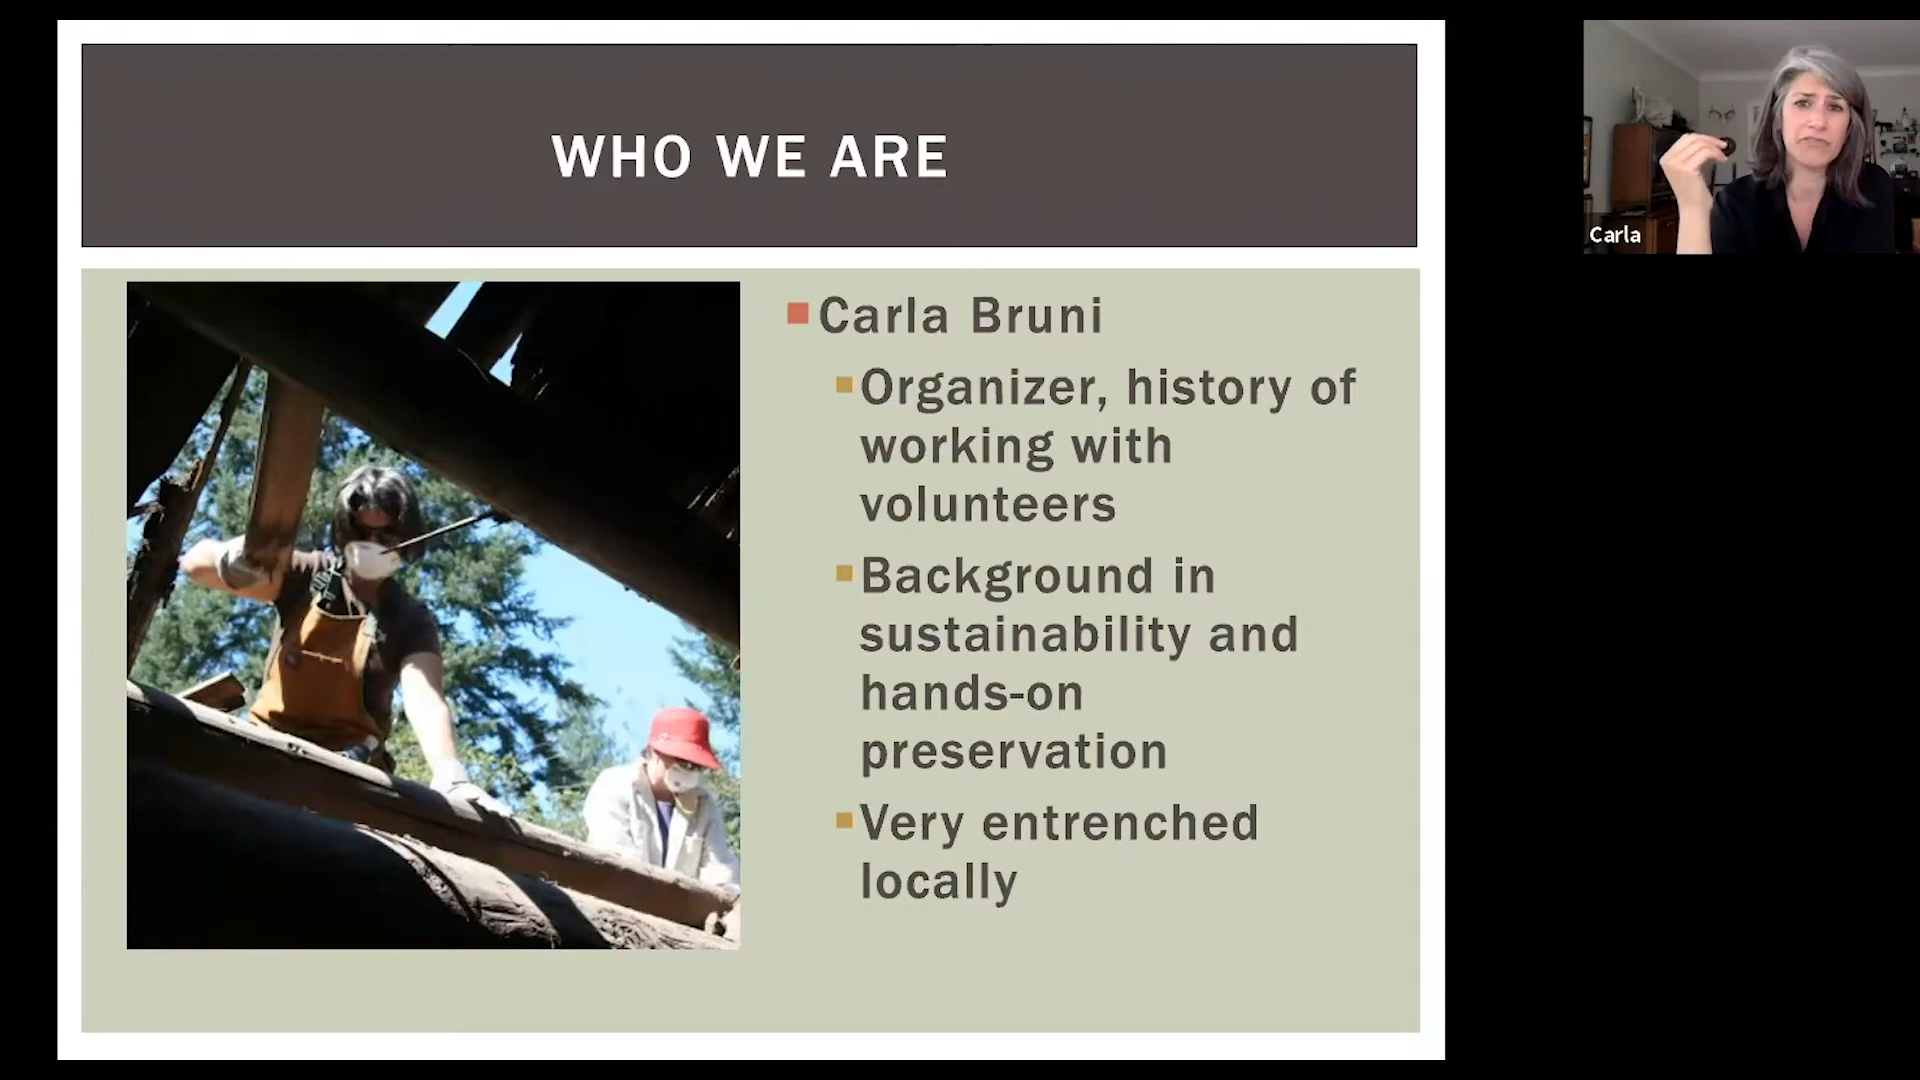 WHO WE ARE
Carla Bruni
Organizer, history of
working with
volunteers
Background in
sustainability and
hands-on
preservation
Very entrenched
locally
Carla